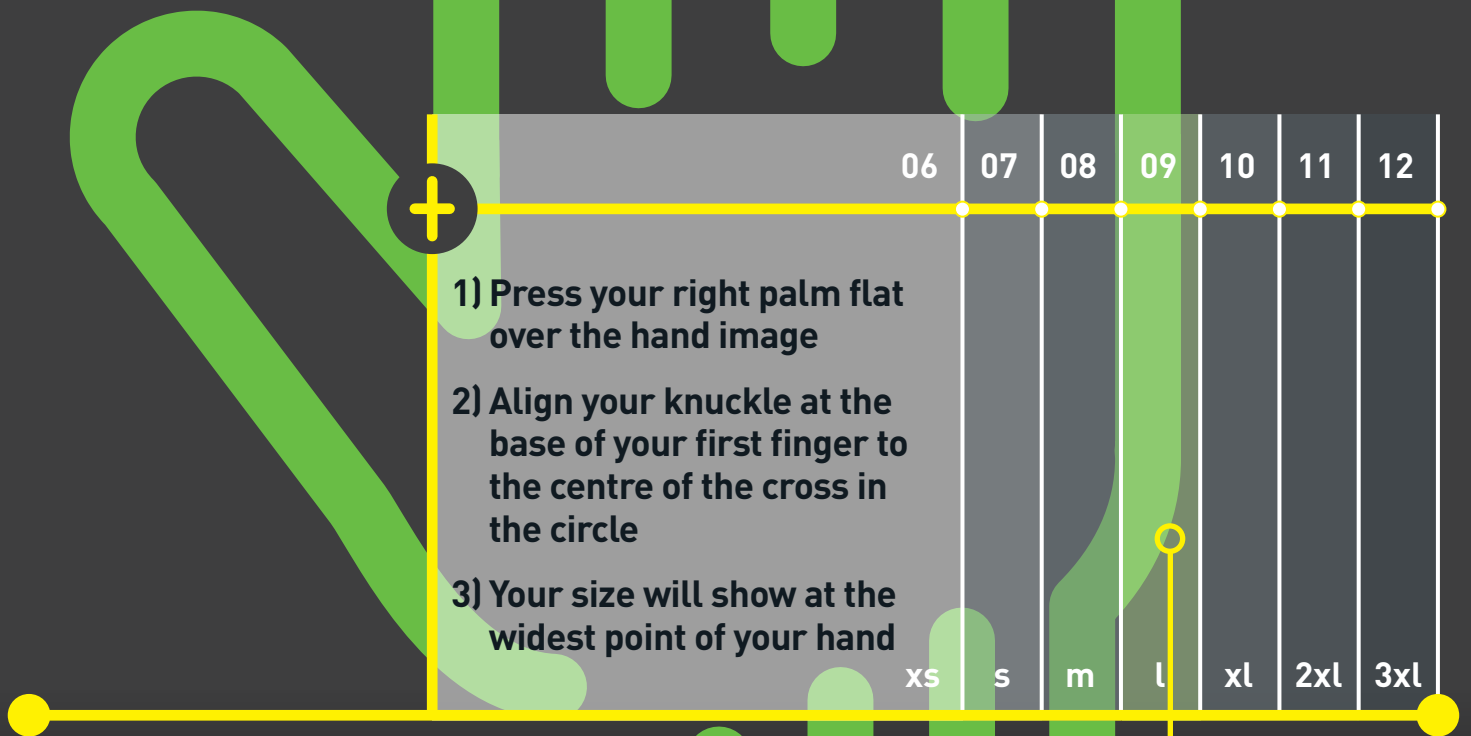 06 07 08 09 10 11 12
1) Press your right palm flat
over the hand image
2) Align your knuckle at the
base of your first finger to
the centre of the cross in
the circle
3) Your size will show at the
widest point of your hand
xs s m l xl 2xl 3xl